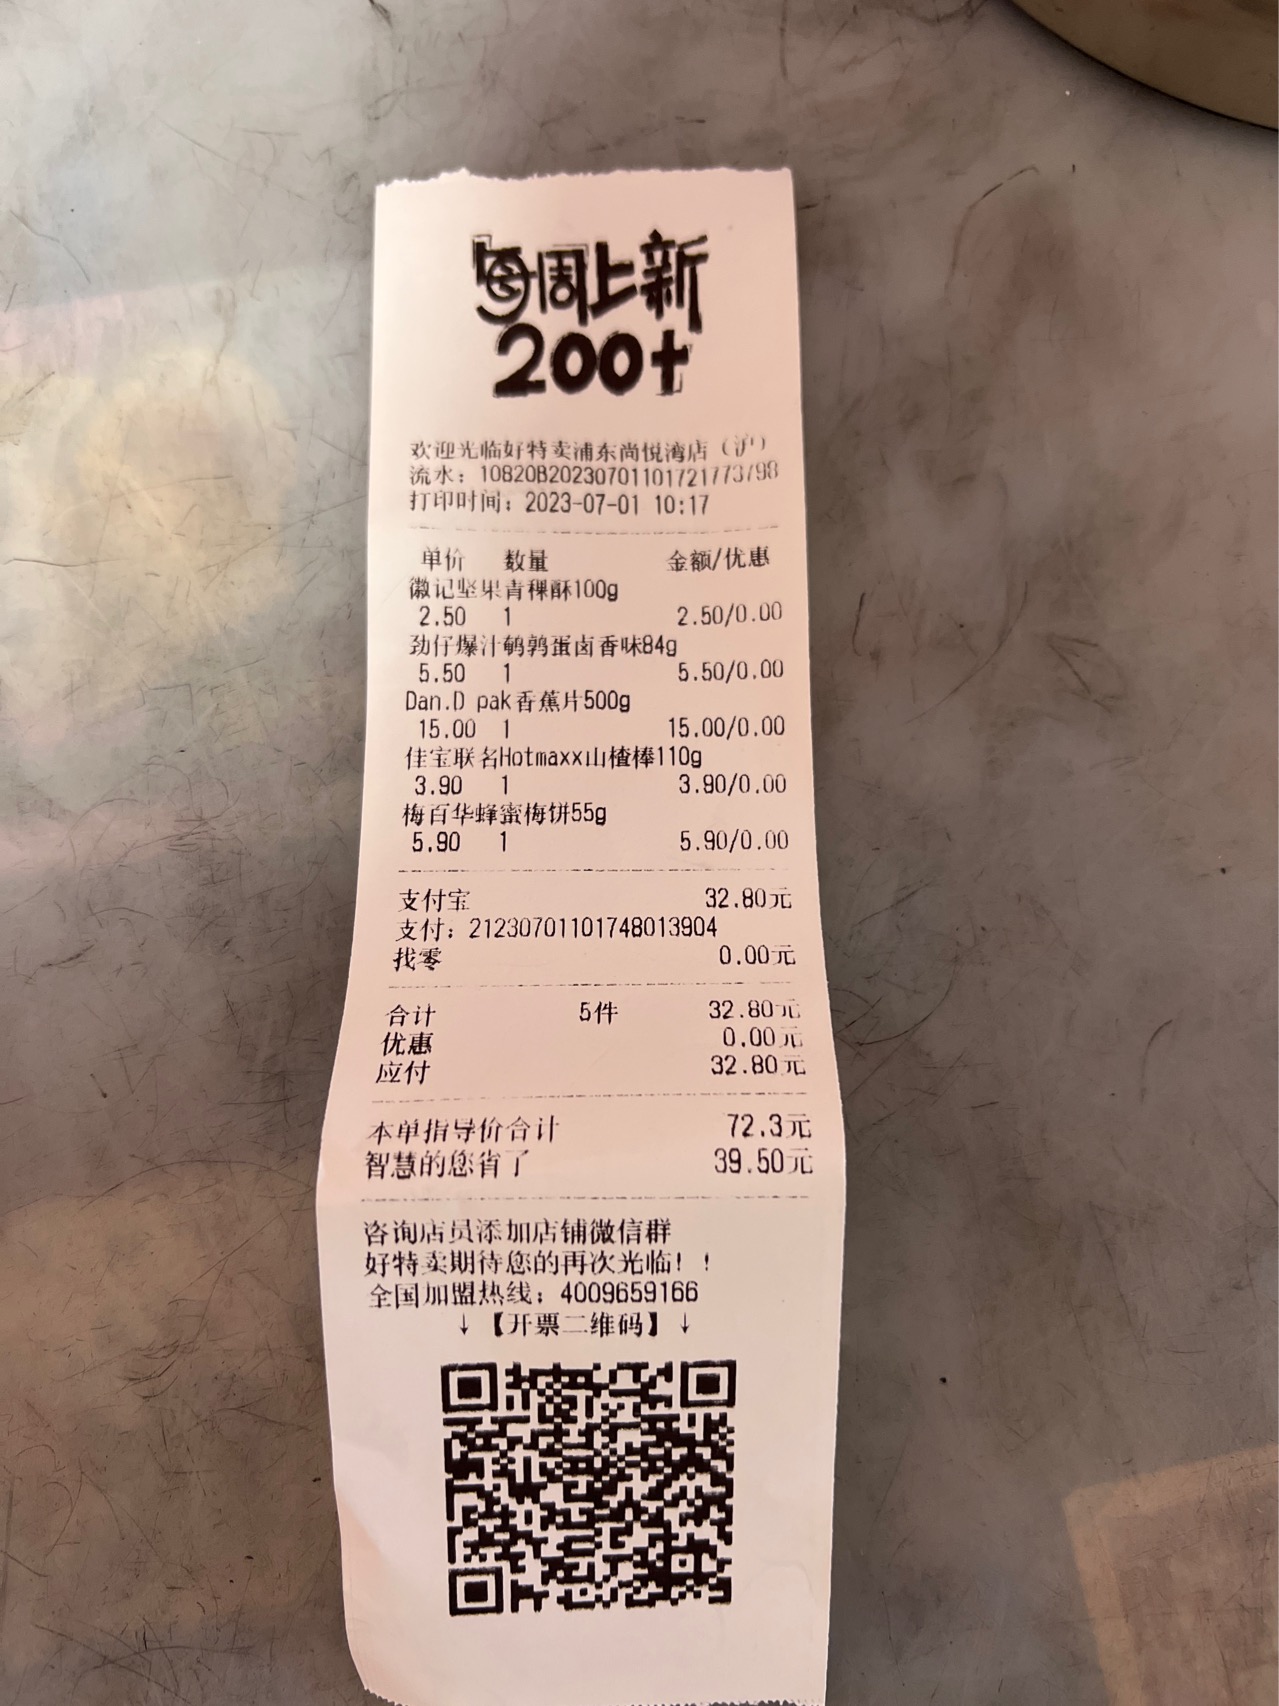 每周上新
200+
欢迎光临好特卖浦东尚悦湾店（沪）
流水：10820B20230701101721773798
打印时间：2023-07-01 10:17
单价 数量 金额/优惠
徽记坚果青稞酥100g
2.50 1 2.50/0.00
劲仔爆汁鹌鹑蛋卤香味84g
5.50 1 5.50/0.00
Dan.D pak香蕉片500g
15.00 1 15.00/0.00
佳宝联名Hotmaxx山楂棒110g
3.90 1 3.90/0.00
梅百华蜂蜜梅饼55g
5.90 1 5.90/0.00
支付宝 32.80元
支付：21230701101748013904
找零 0.00元
合计 5件 32.80元
优惠 0.00元
应付 32.80元
本单指导价合计 72.3元
智慧的您省了 39.50元
咨询店员添加店铺微信群
好特卖期待您的再次光临！！
全国加盟热线：4009659166
↓【开票二维码】↓